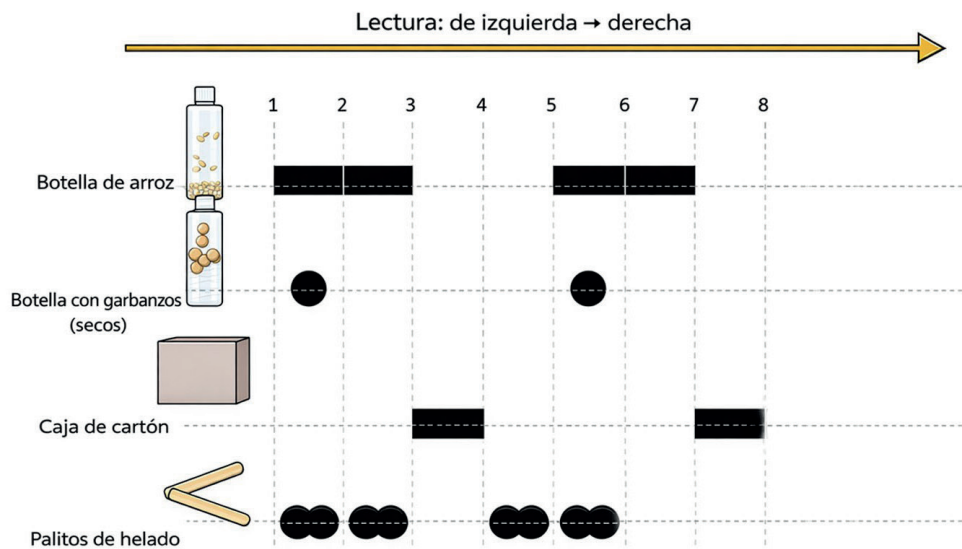 Lectura: de izquierda → derecha
1 2 3 4 5 6 7 8
Botella de arroz
Botella con garbanzos
(secos)
Caja de cartón
Palitos de helado